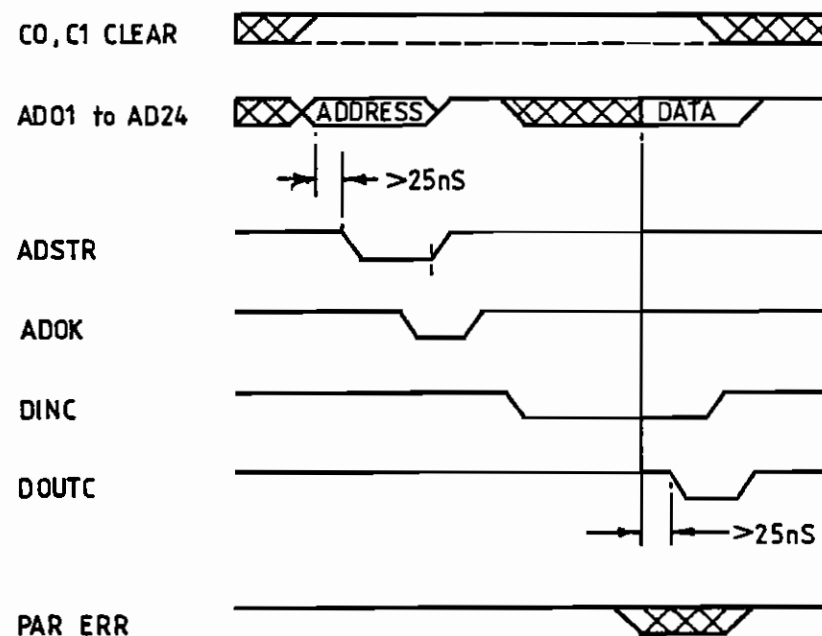 C0, C1 CLEAR
AD01 to AD24
ADDRESS
DATA
>25nS
ADSTR
ADOK
DINC
DOUTC
>25nS
PAR ERR